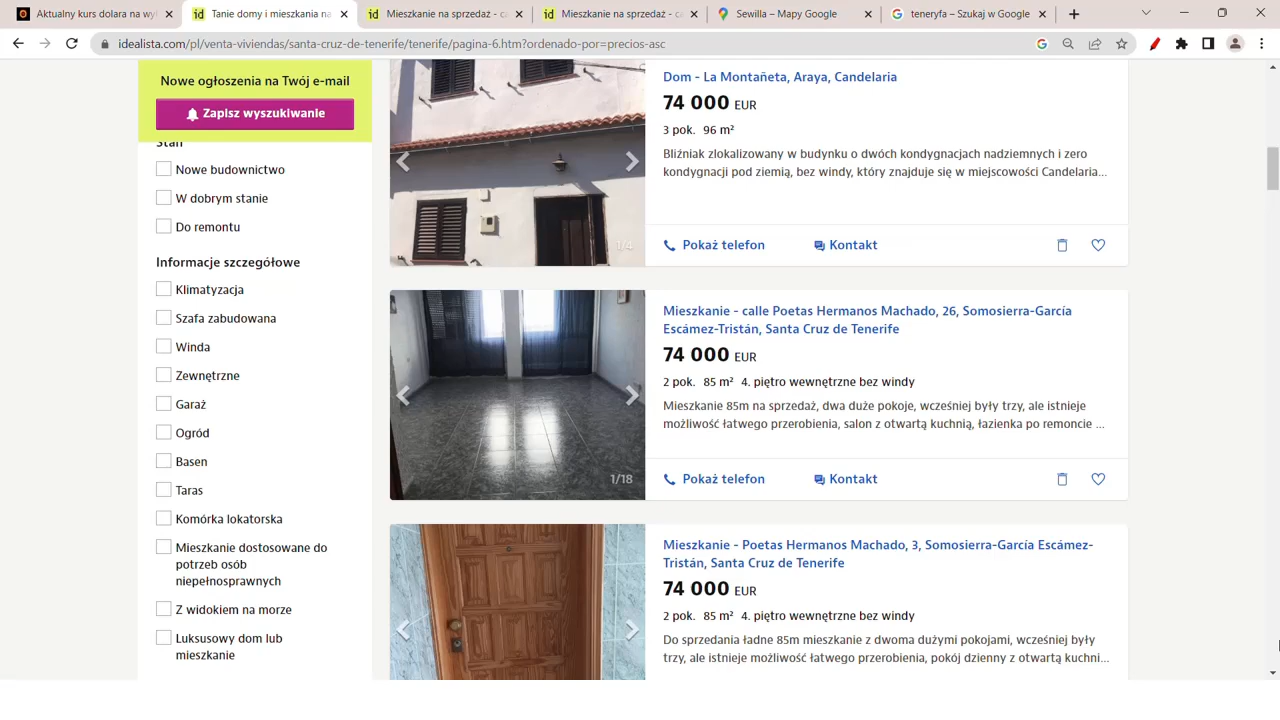 Aktualny kurs dolara na wyl
Tanie domy i mieszkania na
Mieszkanie na sprzedaż - ca
Mieszkanie na sprzedaż - ca
Sewilla – Mapy Google
teneryfa – Szukaj w Google
idealista.com/pl/venta-viviendas/santa-cruz-de-tenerife/tenerife/pagina-6.htm?ordenado-por=precios-asc
Nowe ogłoszenia na Twój e-mail
Zapisz wyszukiwanie
Stan
Nowe budownictwo
W dobrym stanie
Do remontu
Informacje szczegółowe
Klimatyzacja
Szafa zabudowana
Winda
Zewnętrzne
Garaż
Ogród
Basen
Taras
Komórka lokatorska
Mieszkanie dostosowane do
potrzeb osób
niepełnosprawnych
Z widokiem na morze
Luksusowy dom lub
mieszkanie
Dom - La Montañeta, Araya, Candelaria
74 000 EUR
3 pok. 96 m²
Bliźniak zlokalizowany w budynku o dwóch kondygnacjach nadziemnych i zero
kondygnacji pod ziemią, bez windy, który znajduje się w miejscowości Candelaria...
1/4
Pokaż telefon
Kontakt
Mieszkanie - calle Poetas Hermanos Machado, 26, Somosierra-García
Escámez-Tristán, Santa Cruz de Tenerife
74 000 EUR
2 pok. 85 m² 4. piętro wewnętrzne bez windy
Mieszkanie 85m na sprzedaż, dwa duże pokoje, wcześniej były trzy, ale istnieje
możliwość łatwego przerobienia, salon z otwartą kuchnią, łazienka po remoncie ...
1/18
Pokaż telefon
Kontakt
Mieszkanie - Poetas Hermanos Machado, 3, Somosierra-García Escámez-
Tristán, Santa Cruz de Tenerife
74 000 EUR
2 pok. 85 m² 4. piętro wewnętrzne bez windy
Do sprzedania ładne 85m mieszkanie z dwoma dużymi pokojami, wcześniej były
trzy, ale istnieje możliwość łatwego przerobienia, pokój dzienny z otwartą kuchni...